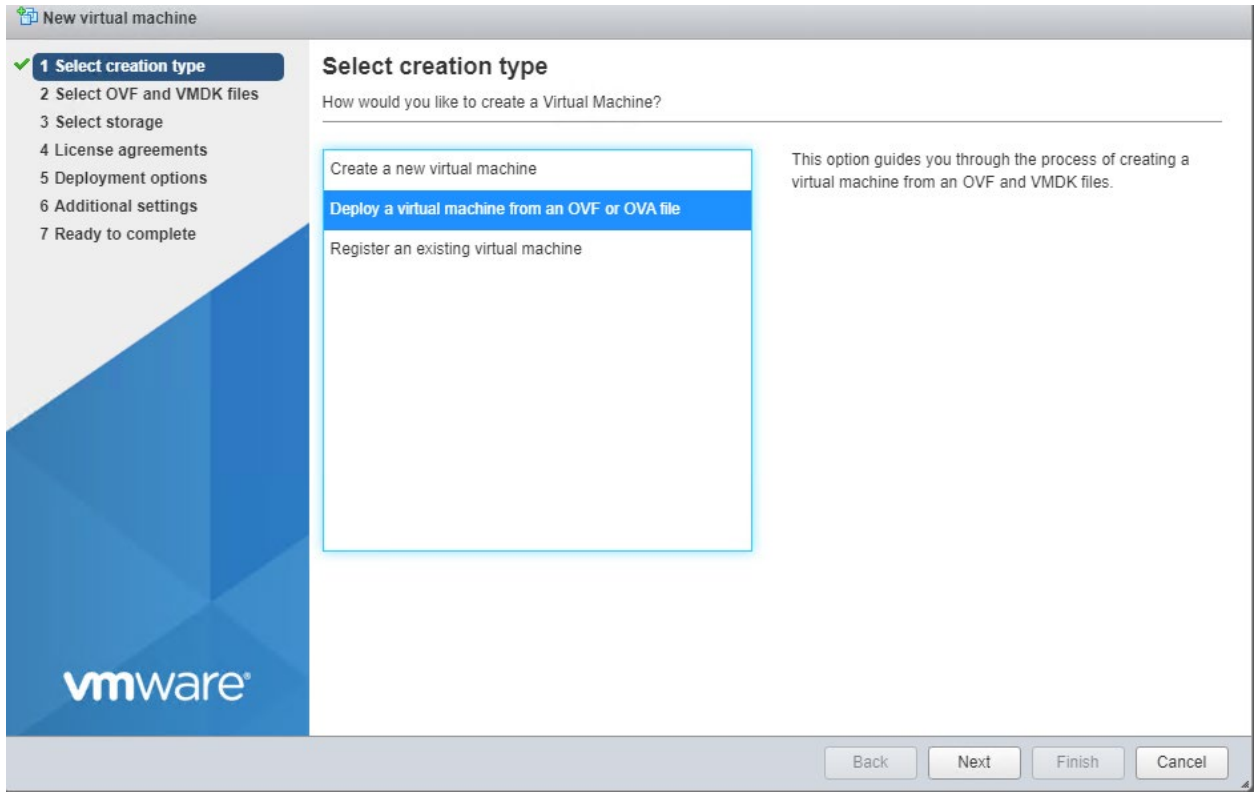 New virtual machine
1 Select creation type
2 Select OVF and VMDK files
3 Select storage
4 License agreements
5 Deployment options
6 Additional settings
7 Ready to complete
vmware®
Select creation type
How would you like to create a Virtual Machine?
Create a new virtual machine
Deploy a virtual machine from an OVF or OVA file
Register an existing virtual machine
This option guides you through the process of creating a
virtual machine from an OVF and VMDK files.
Back Next Finish Cancel